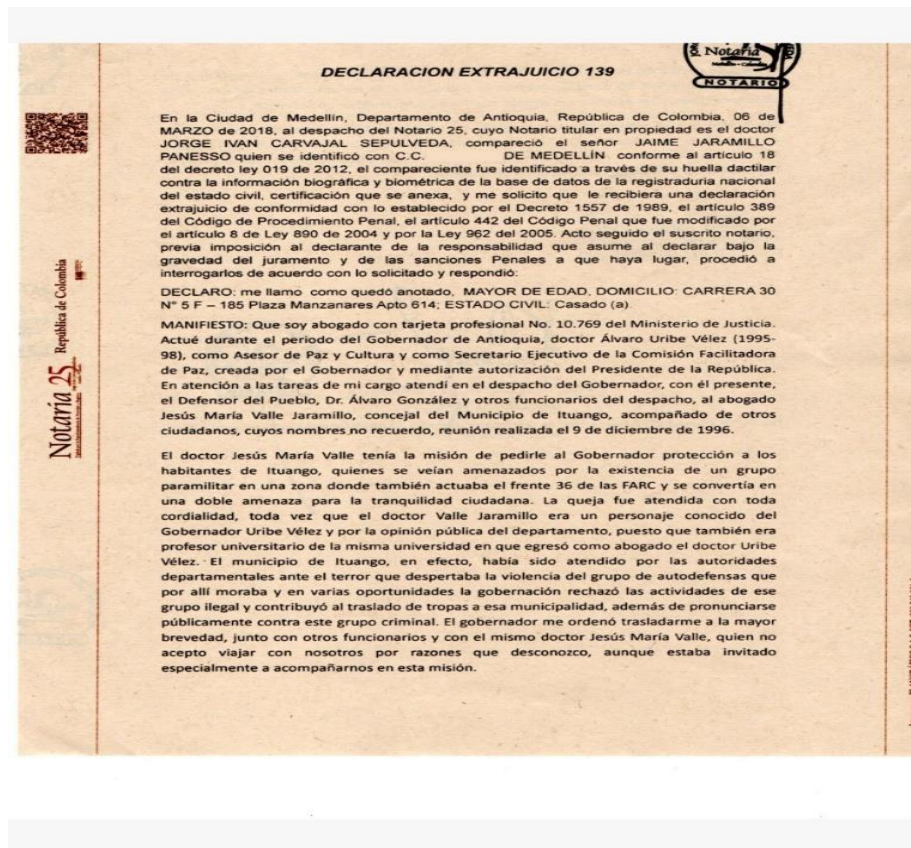 Notaría
NOTARIO
DECLARACION EXTRAJUICIO 139
En la Ciudad de Medellín, Departamento de Antioquia, República de Colombia, 06 de
MARZO de 2018, al despacho del Notario 25, cuyo Notario titular en propiedad es el doctor
JORGE IVAN CARVAJAL SEPULVEDA, compareció el señor JAIME JARAMILLO
PANESSO quien se identificó con C.C. DE MEDELLÍN conforme al artículo 18
del decreto ley 019 de 2012, el compareciente fue identificado a través de su huella dactilar
contra la información biográfica y biométrica de la base de datos de la registraduria nacional
del estado civil, certificación que se anexa, y me solicito que le recibiera una declaración
extrajuicio de conformidad con lo establecido por el Decreto 1557 de 1989, el artículo 389
del Código de Procedimiento Penal, el artículo 442 del Código Penal que fue modificado por
el artículo 8 de Ley 890 de 2004 y por la Ley 962 del 2005. Acto seguido el suscrito notario,
previa imposición al declarante de la responsabilidad que asume al declarar bajo la
gravedad del juramento y de las sanciones Penales a que haya lugar, procedió a
interrogarlos de acuerdo con lo solicitado y respondió:
DECLARO: me llamo como quedó anotado, MAYOR DE EDAD, DOMICILIO: CARRERA 30
N° 5 F – 185 Plaza Manzanares Apto 614; ESTADO CIVIL: Casado (a)
MANIFIESTO: Que soy abogado con tarjeta profesional No. 10.769 del Ministerio de Justicia.
Actué durante el periodo del Gobernador de Antioquia, doctor Álvaro Uribe Vélez (1995-
98), como Asesor de Paz y Cultura y como Secretario Ejecutivo de la Comisión Facilitadora
de Paz, creada por el Gobernador y mediante autorización del Presidente de la República.
En atención a las tareas de mi cargo atendí en el despacho del Gobernador, con él presente,
el Defensor del Pueblo, Dr. Álvaro González y otros funcionarios del despacho, al abogado
Jesús María Valle Jaramillo, concejal del Municipio de Ituango, acompañado de otros
ciudadanos, cuyos nombres no recuerdo, reunión realizada el 9 de diciembre de 1996.
El doctor Jesús María Valle tenía la misión de pedirle al Gobernador protección a los
habitantes de Ituango, quienes se veían amenazados por la existencia de un grupo
paramilitar en una zona donde también actuaba el frente 36 de las FARC y se convertía en
una doble amenaza para la tranquilidad ciudadana. La queja fue atendida con toda
cordialidad, toda vez que el doctor Valle Jaramillo era un personaje conocido del
Gobernador Uribe Vélez y por la opinión pública del departamento, puesto que también era
profesor universitario de la misma universidad en que egresó como abogado el doctor Uribe
Vélez. El municipio de Ituango, en efecto, había sido atendido por las autoridades
departamentales ante el terror que despertaba la violencia del grupo de autodefensas que
por allí moraba y en varias oportunidades la gobernación rechazó las actividades de ese
grupo ilegal y contribuyó al traslado de tropas a esa municipalidad, además de pronunciarse
públicamente contra este grupo criminal. El gobernador me ordenó trasladarme a la mayor
brevedad, junto con otros funcionarios y con el mismo doctor Jesús María Valle, quien no
acepto viajar con nosotros por razones que desconozco, aunque estaba invitado
especialmente a acompañarnos en esta misión.
Notaría 25 República de Colombia